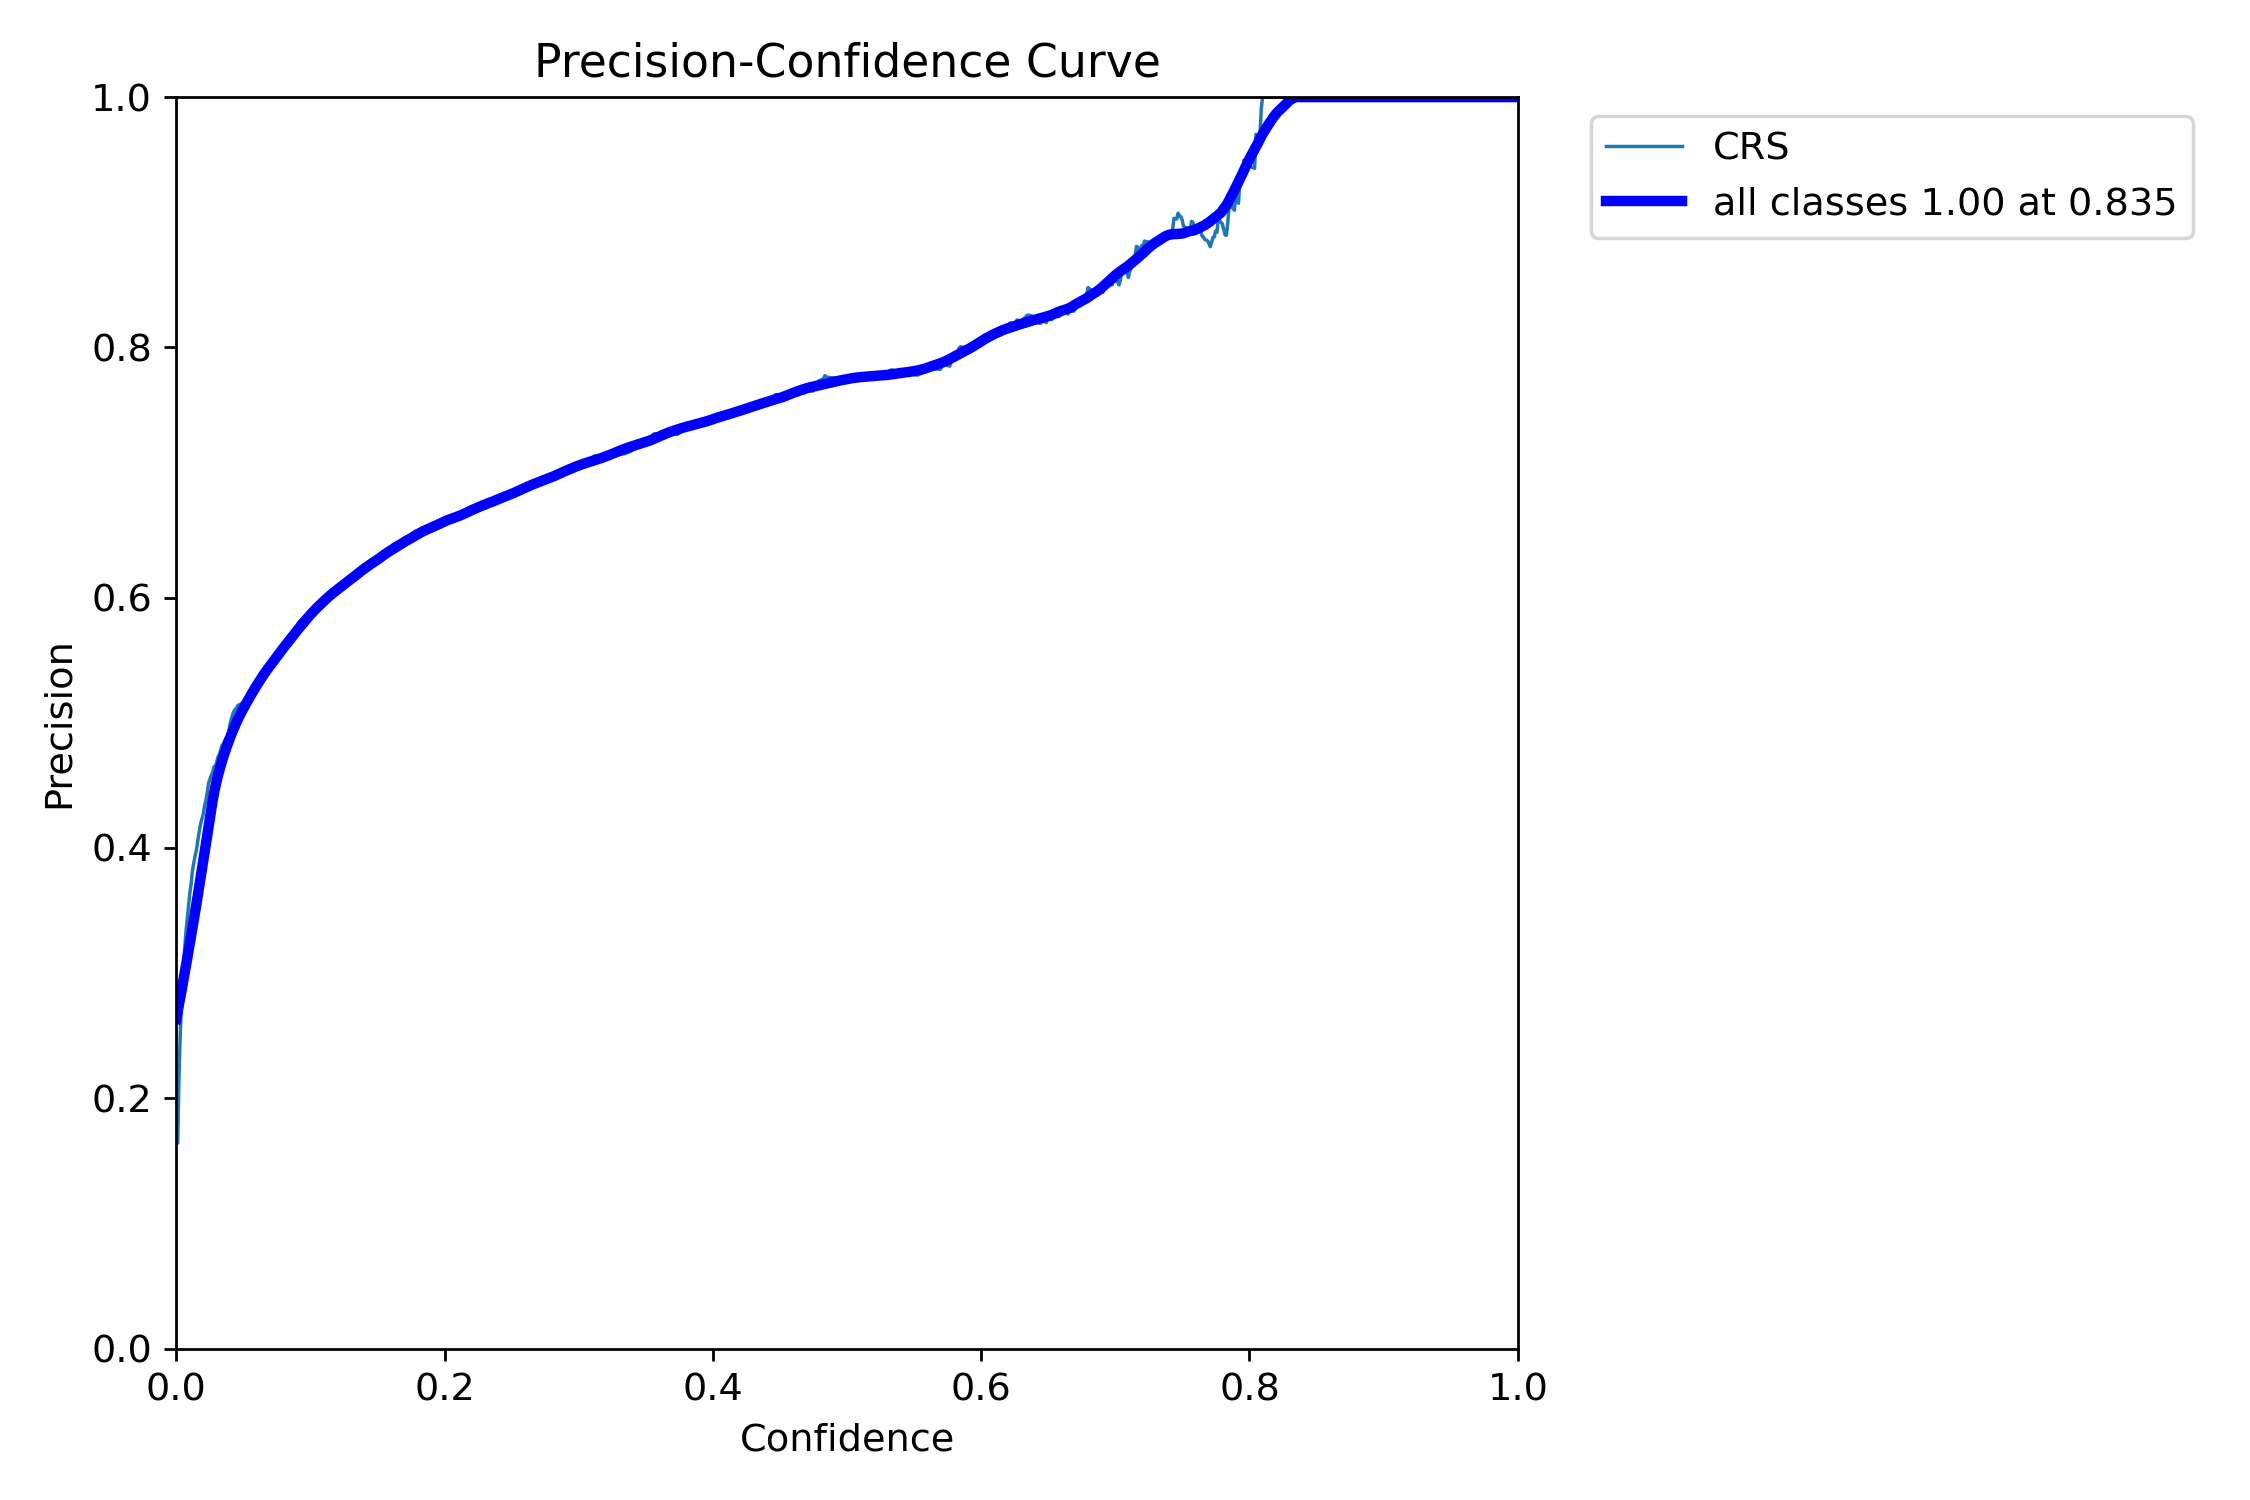 Precision-Confidence Curve
CRS
all classes 1.00 at 0.835
Precision
1.0
0.8
0.6
0.4
0.2
0.0
0.0 0.2 0.4 0.6 0.8 1.0
Confidence